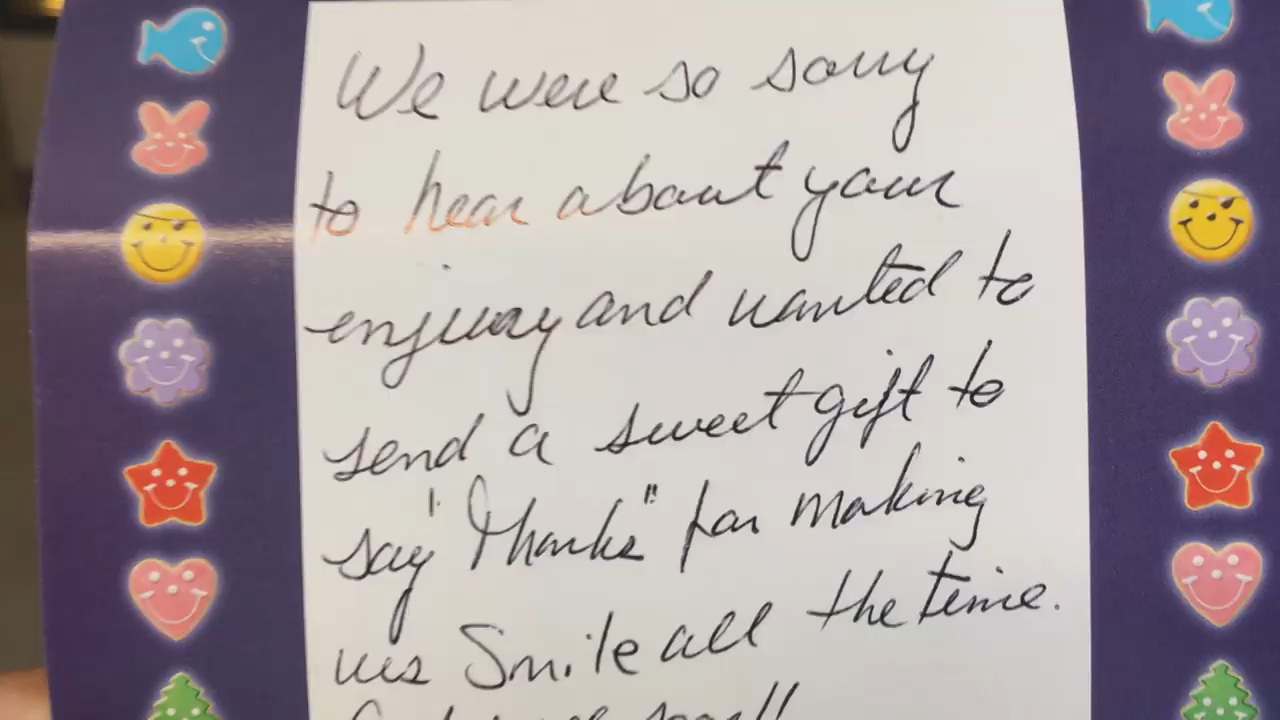 We were so sorry
to hear about your
enjury and wanted to
send a sweet gift to
say "Thanks" for making
us Smile all the time.